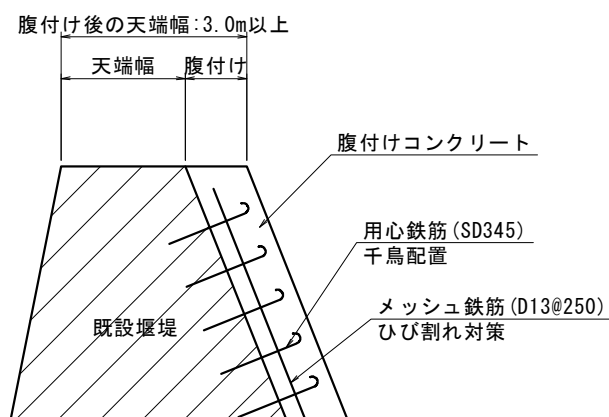 腹付け後の天端幅:3.0m以上
天端幅
腹付け
腹付けコンクリート
用心鉄筋(SD345)
千鳥配置
メッシュ鉄筋(D13@250)
ひび割れ対策
既設堰堤